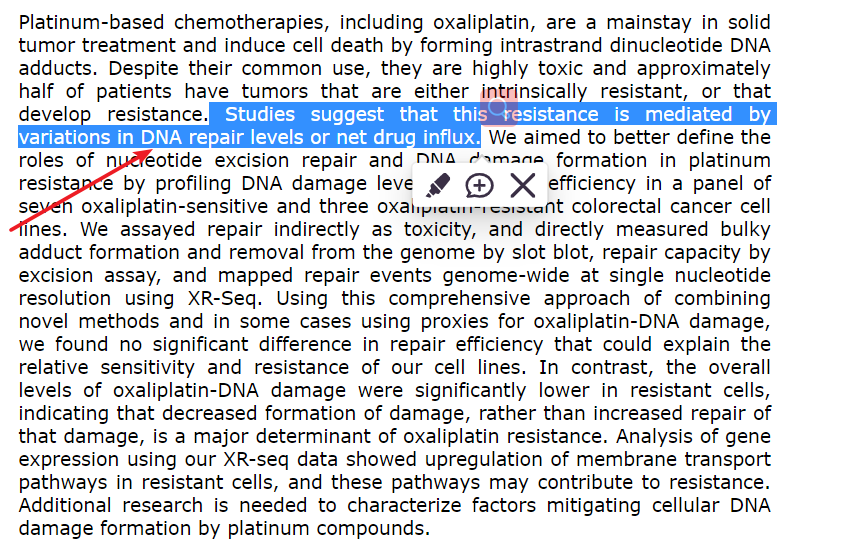 Platinum-based chemotherapies, including oxaliplatin, are a mainstay in solid
tumor treatment and induce cell death by forming intrastrand dinucleotide DNA
adducts. Despite their common use, they are highly toxic and approximately
half of patients have tumors that are either intrinsically resistant, or that
develop resistance. Studies suggest that this resistance is mediated by
variations in DNA repair levels or net drug influx. We aimed to better define the
roles of nucleotide excision repair and DNA damage formation in platinum
resistance by profiling DNA damage efficiency in a panel of
seven oxaliplatin-sensitive and three oxaliplatin-resistant colorectal cancer cell
lines. We assayed repair indirectly as toxicity, and directly measured bulky
adduct formation and removal from the genome by slot blot, repair capacity by
excision assay, and mapped repair events genome-wide at single nucleotide
resolution using XR-Seq. Using this comprehensive approach of combining
novel methods and in some cases using proxies for oxaliplatin-DNA damage,
we found no significant difference in repair efficiency that could explain the
relative sensitivity and resistance of our cell lines. In contrast, the overall
levels of oxaliplatin-DNA damage were significantly lower in resistant cells,
indicating that decreased formation of damage, rather than increased repair of
that damage, is a major determinant of oxaliplatin resistance. Analysis of gene
expression using our XR-seq data showed upregulation of membrane transport
pathways in resistant cells, and these pathways may contribute to resistance.
Additional research is needed to characterize factors mitigating cellular DNA
damage formation by platinum compounds.